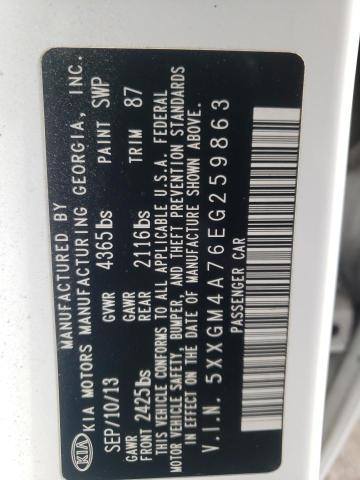 KIA
MANUFACTURED BY
KIA MOTORS MANUFACTURING GEORGIA, INC.
SEP/10/13 GVWR 4365lbs PAINT SWP
GAWR FRONT 2425lbs GAWR REAR 2116lbs TRIM 87
THIS VEHICLE CONFORMS TO ALL APPLICABLE U.S.A. FEDERAL
MOTOR VEHICLE SAFETY, BUMPER, AND THEFT PREVENTION STANDARDS
IN EFFECT ON THE DATE OF MANUFACTURE SHOWN ABOVE.
V.I.N. 5XXGM4A76EG259863
PASSENGER CAR